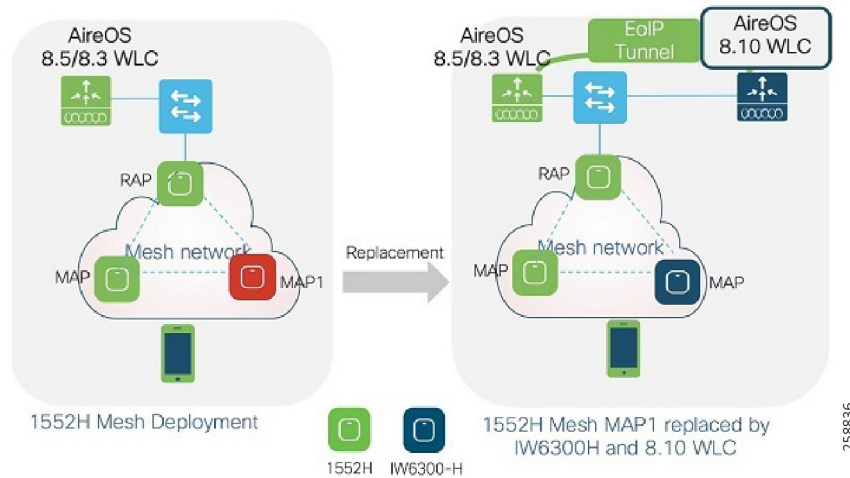 AireOS
8.5/8.3 WLC
RAP
Mesh network
MAP
MAP1
1552H Mesh Deployment
Replacement
1552H
IW6300-H
AireOS
8.5/8.3 WLC
EoIP
Tunnel
AireOS
8.10 WLC
RAP
Mesh network
MAP
MAP
1552H Mesh MAP1 replaced by
IW6300H and 8.10 WLC
258836